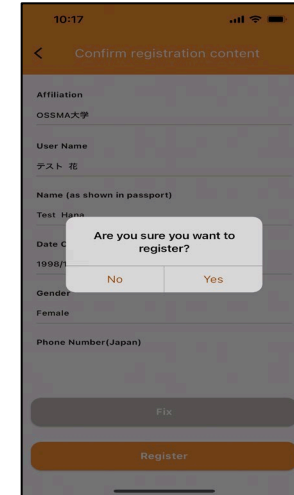 10:17
Confirm registration content
Affiliation
OSSMA大学
User Name
テスト 花
Name (as shown in passport)
Test Hana
Are you sure you want to
register?
Date O
1998/1
No
Yes
Gender
Female
Phone Number(Japan)
Fix
Register